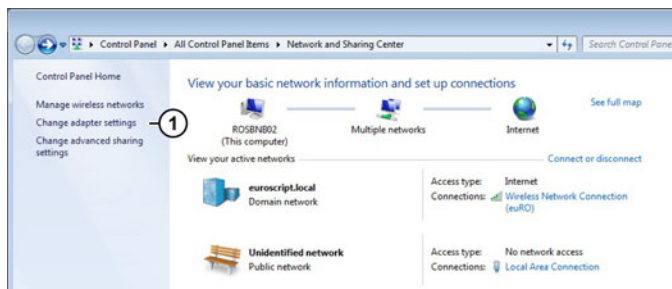 Control Panel ▸ All Control Panel Items ▸ Network and Sharing Center
Search Control Pane
Control Panel Home
Manage wireless networks
Change adapter settings
1
Change advanced sharing
settings
View your basic network information and set up connections
See full map
ROSBNB02
(This computer)
Multiple networks
Internet
View your active networks
Connect or disconnect
euroscript.local
Domain network
Access type: Internet
Connections: Wireless Network Connection
(euRO)
Unidentified network
Public network
Access type: No network access
Connections: Local Area Connection